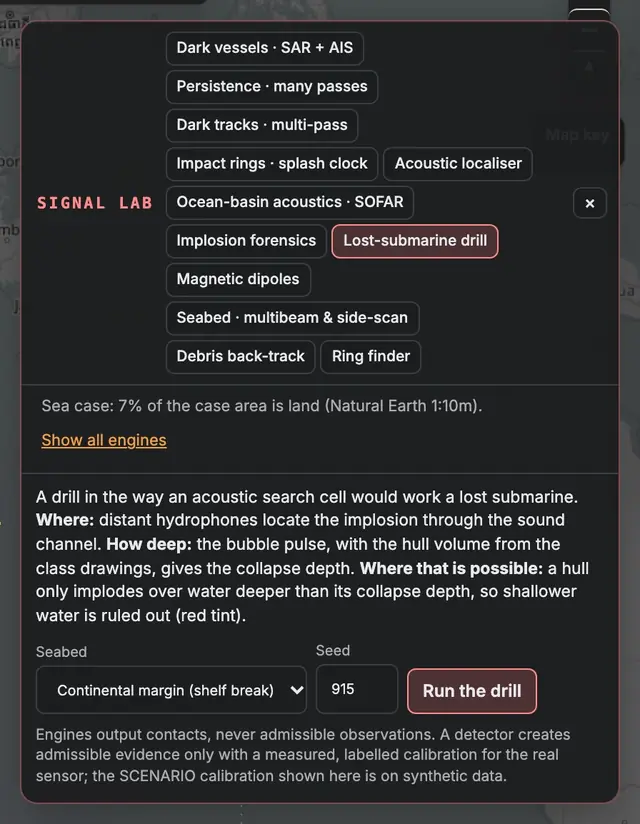 Dark vessels · SAR + AIS
Persistence · many passes
Dark tracks · multi-pass
Map key
Impact rings · splash clock
Acoustic localiser
SIGNAL LAB
Ocean-basin acoustics · SOFAR
×
Implosion forensics
Lost-submarine drill
Magnetic dipoles
Seabed · multibeam & side-scan
Debris back-track
Ring finder
Sea case: 7% of the case area is land (Natural Earth 1:10m).
Show all engines
A drill in the way an acoustic search cell would work a lost submarine.
Where: distant hydrophones locate the implosion through the sound
channel. How deep: the bubble pulse, with the hull volume from the
class drawings, gives the collapse depth. Where that is possible: a hull
only implodes over water deeper than its collapse depth, so shallower
water is ruled out (red tint).
Seabed
Seed
Continental margin (shelf break)
915
Run the drill
Engines output contacts, never admissible observations. A detector creates
admissible evidence only with a measured, labelled calibration for the real
sensor; the SCENARIO calibration shown here is on synthetic data.